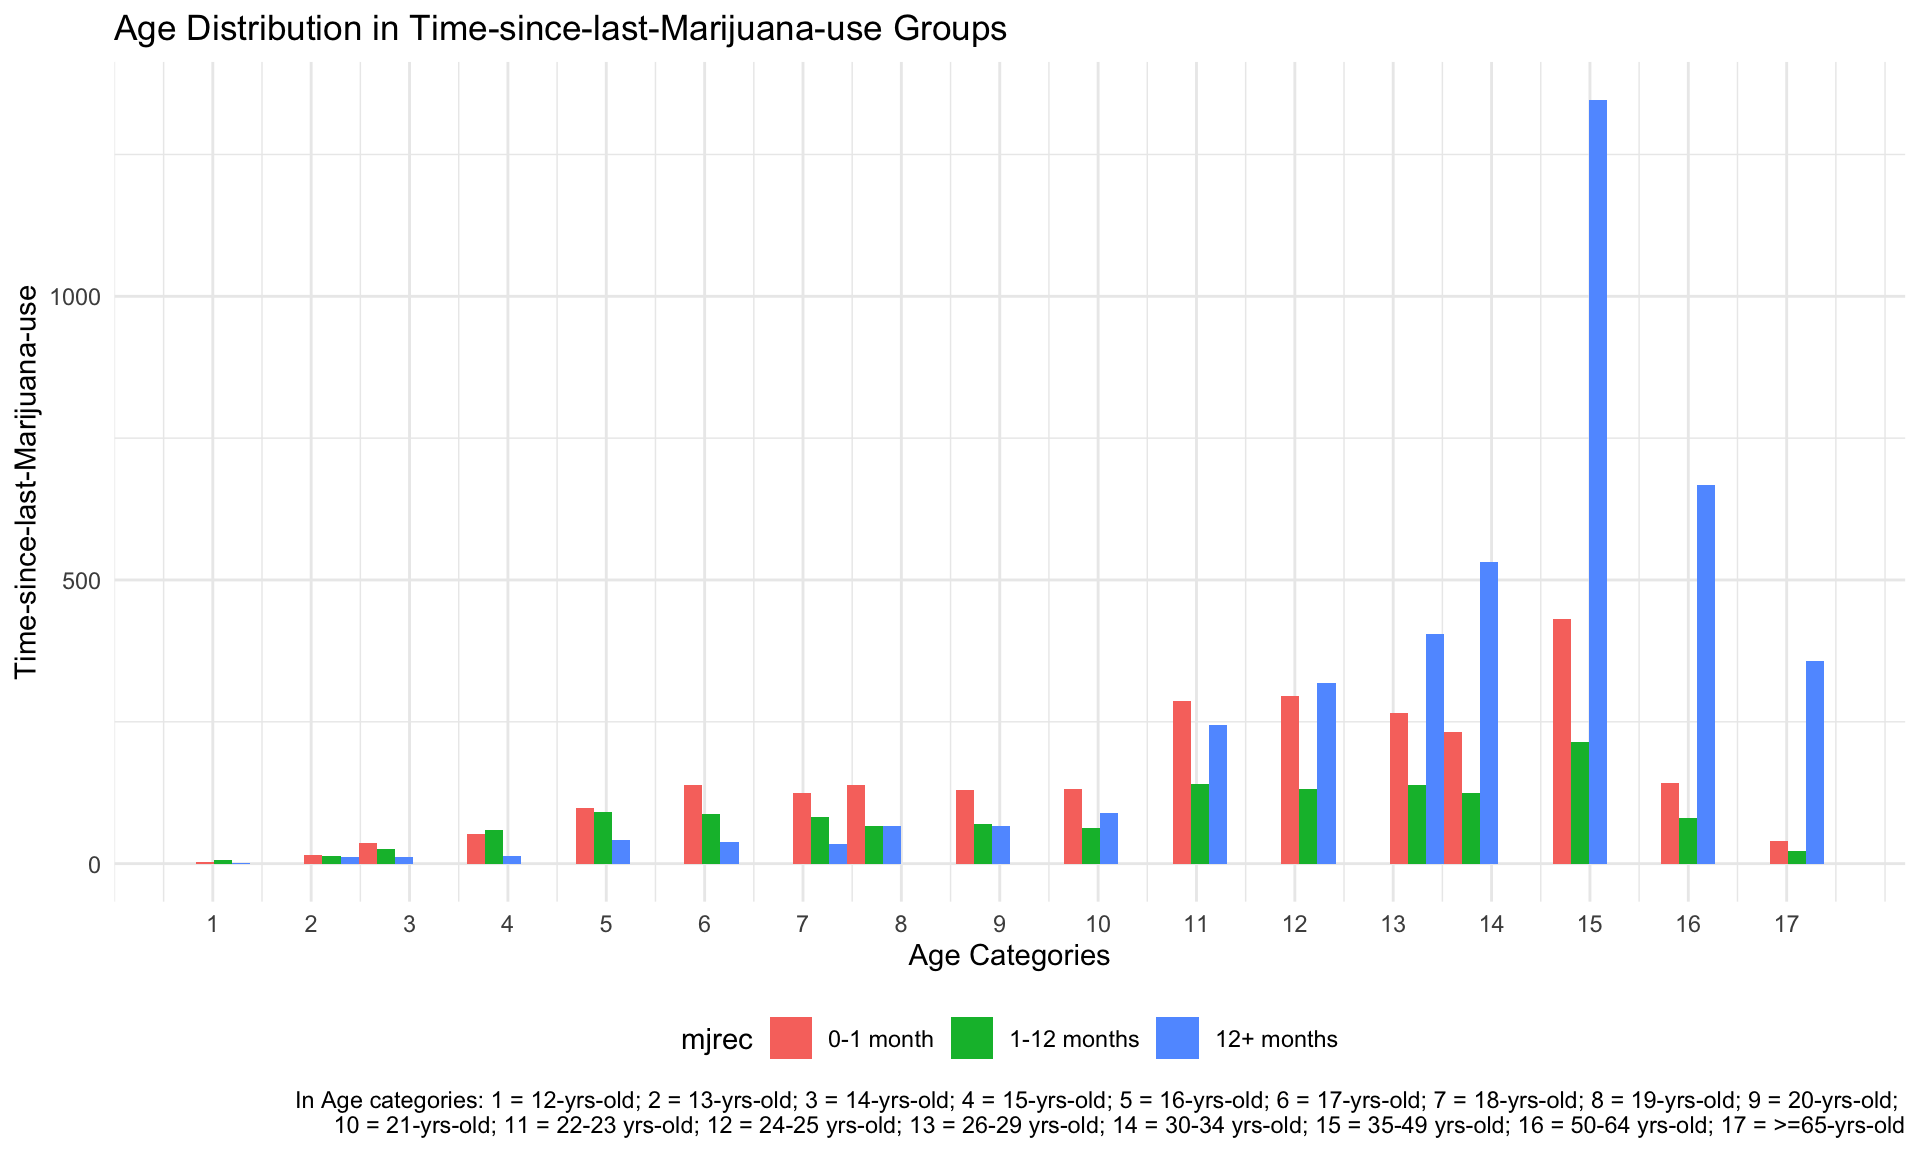 Age Distribution in Time-since-last-Marijuana-use Groups
Time-since-last-Marijuana-use
1000
500
0
1 2 3 4 5 6 7 8 9 10 11 12 13 14 15 16 17
Age Categories
mjrec 0-1 month 1-12 months 12+ months
In Age categories: 1 = 12-yrs-old; 2 = 13-yrs-old; 3 = 14-yrs-old; 4 = 15-yrs-old; 5 = 16-yrs-old; 6 = 17-yrs-old; 7 = 18-yrs-old; 8 = 19-yrs-old; 9 = 20-yrs-old;
10 = 21-yrs-old; 11 = 22-23 yrs-old; 12 = 24-25 yrs-old; 13 = 26-29 yrs-old; 14 = 30-34 yrs-old; 15 = 35-49 yrs-old; 16 = 50-64 yrs-old; 17 = >=65-yrs-old